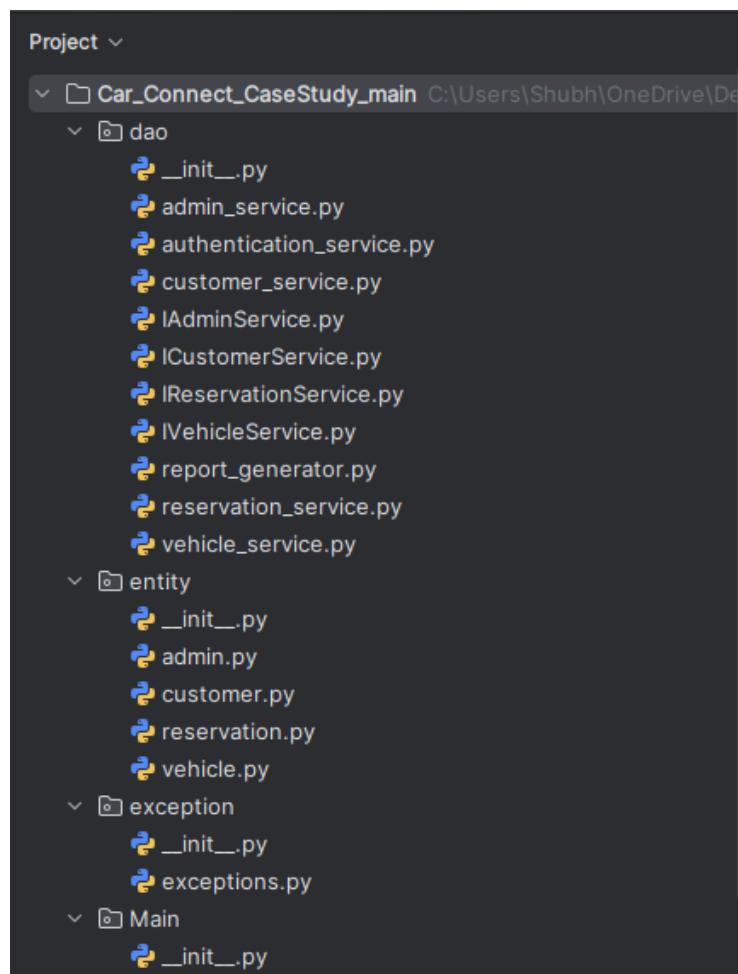 Project
Car_Connect_CaseStudy_main C:\Users\Shubh\OneDrive\De
dao
__init__.py
admin_service.py
authentication_service.py
customer_service.py
IAdminService.py
ICustomerService.py
IReservationService.py
IVehicleService.py
report_generator.py
reservation_service.py
vehicle_service.py
entity
__init__.py
admin.py
customer.py
reservation.py
vehicle.py
exception
__init__.py
exceptions.py
Main
__init__.py